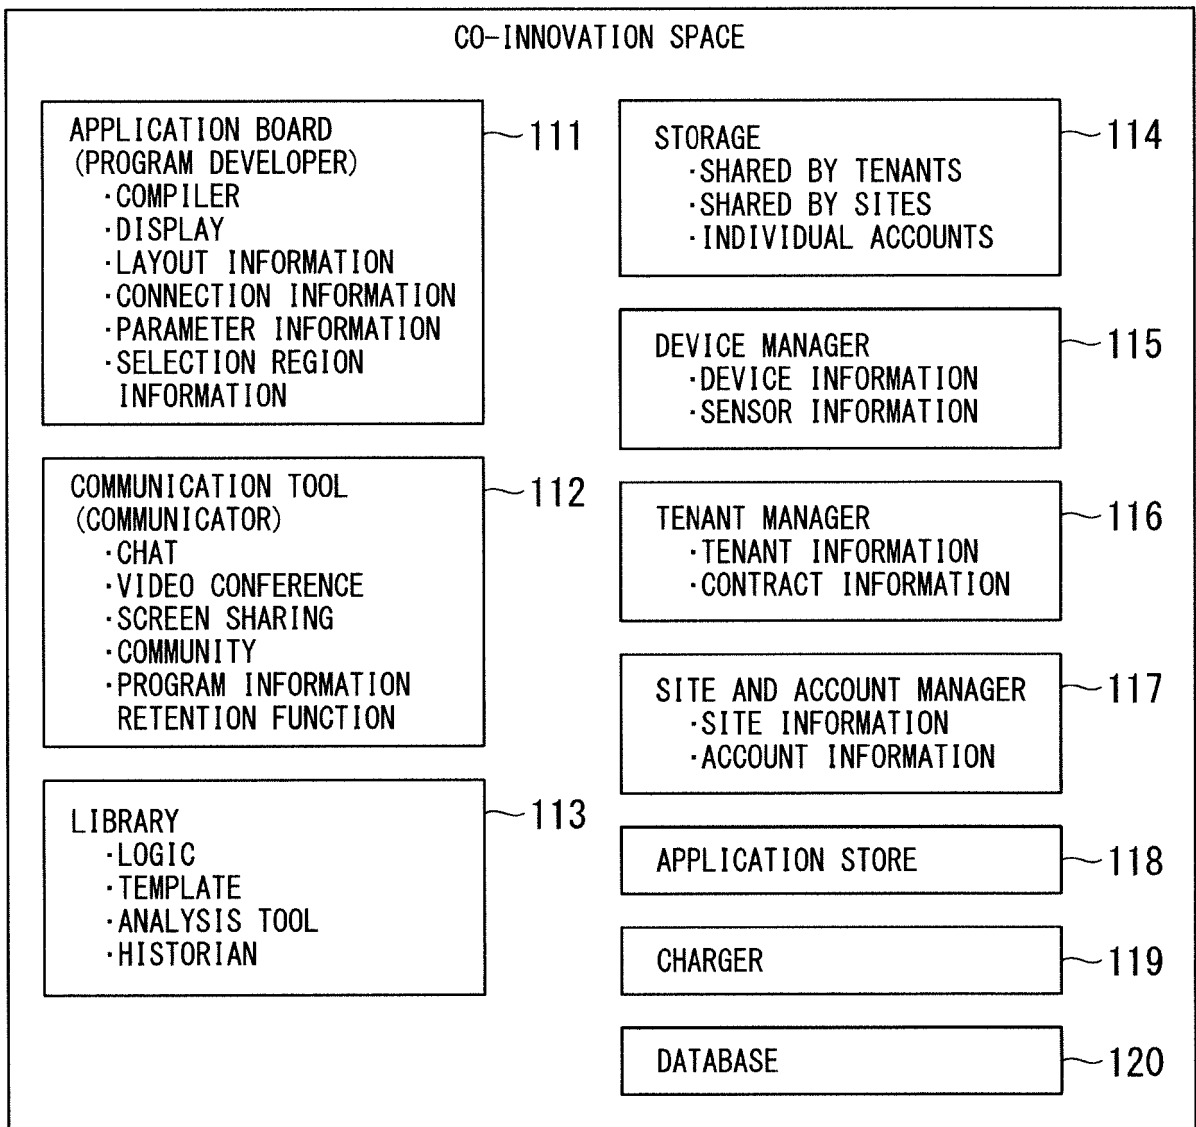 CO-INNOVATION SPACE
APPLICATION BOARD
(PROGRAM DEVELOPER)
·COMPILER
·DISPLAY
·LAYOUT INFORMATION
·CONNECTION INFORMATION
·PARAMETER INFORMATION
·SELECTION REGION
INFORMATION
111
COMMUNICATION TOOL
(COMMUNICATOR)
·CHAT
·VIDEO CONFERENCE
·SCREEN SHARING
·COMMUNITY
·PROGRAM INFORMATION
RETENTION FUNCTION
112
LIBRARY
·LOGIC
·TEMPLATE
·ANALYSIS TOOL
·HISTORIAN
113
STORAGE
·SHARED BY TENANTS
·SHARED BY SITES
·INDIVIDUAL ACCOUNTS
114
DEVICE MANAGER
·DEVICE INFORMATION
·SENSOR INFORMATION
115
TENANT MANAGER
·TENANT INFORMATION
·CONTRACT INFORMATION
116
SITE AND ACCOUNT MANAGER
·SITE INFORMATION
·ACCOUNT INFORMATION
117
APPLICATION STORE
118
CHARGER
119
DATABASE
120